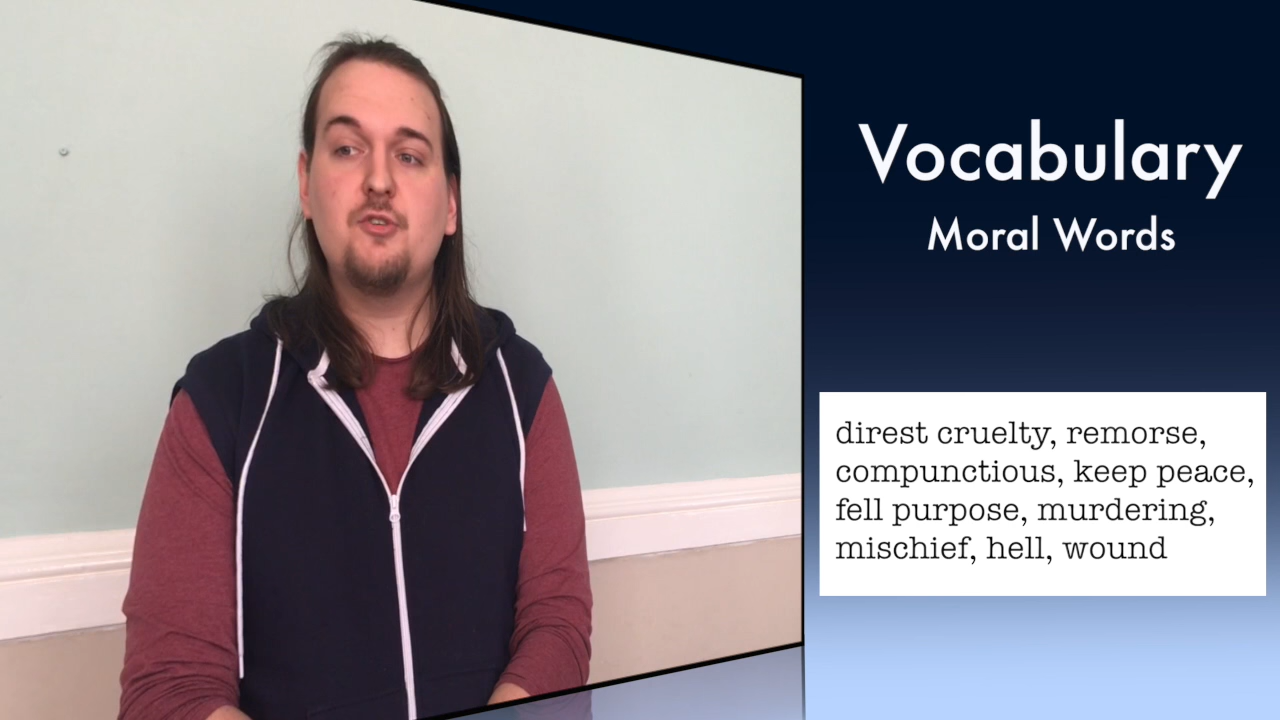 Vocabulary
Moral Words
direst cruelty, remorse,
compunctious, keep peace,
fell purpose, murdering,
mischief, hell, wound